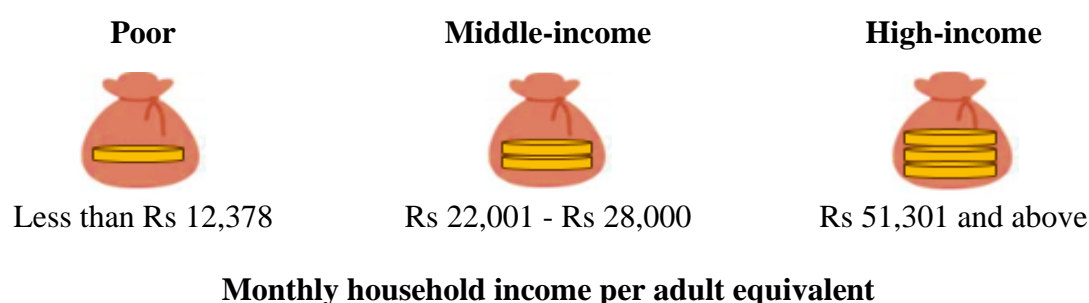 Poor Middle-income High-income
Less than Rs 12,378 Rs 22,001 - Rs 28,000 Rs 51,301 and above
Monthly household income per adult equivalent